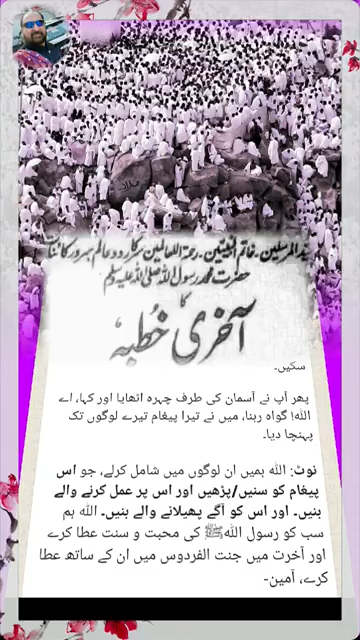 سید المرسلین۔ خاتم النبیین۔ رحمۃ اللعالمین سرکار دو عالم سرور کائنات
حضرت محمد رسول اللہ صلی اللہ علیہ وسلم
کا
آخری خطبہ
سکیں۔
پھر آپ نے آسمان کی طرف چہرہ اٹھایا اور کہا، اے
اللہ! گواہ رہنا، میں نے تیرا پیغام تیرے لوگوں تک
پہنچا دیا۔
نوٹ: اللہ ہمیں ان لوگوں میں شامل کرلے، جو اس
پیغام کو سنیں/پڑھیں اور اس پر عمل کرنے والے
بنیں۔ اور اس کو آگے پھیلانے والے بنیں۔ اللہ ہم
سب کو رسول اللہ ﷺ کی محبت و سنت عطا کرے
اور آخرت میں جنت الفردوس میں ان کے ساتھ عطا
کرے، آمین-